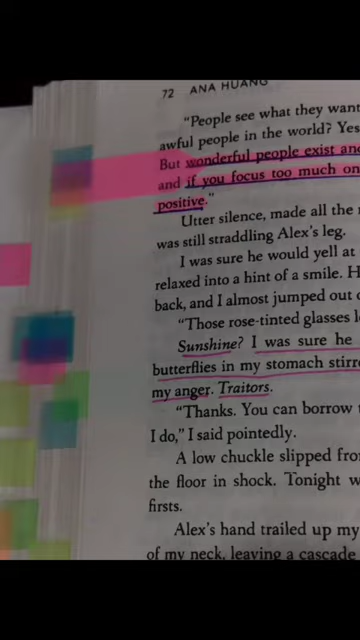 72 ANA HUANG
"People see what they want
awful people in the world? Yes
But wonderful people exist and
and if you focus too much on
positive."
Utter silence, made all the
was still straddling Alex's leg.
I was sure he would yell at
relaxed into a hint of a smile. H
back, and I almost jumped out
"Those rose-tinted glasses
Sunshine? I was sure he
butterflies in my stomach stirre
my anger. Traitors.
"Thanks. You can borrow
I do," I said pointedly.
A low chuckle slipped fro
the floor in shock. Tonight w
firsts.
Alex's hand trailed up my
of my neck, leaving a cascade